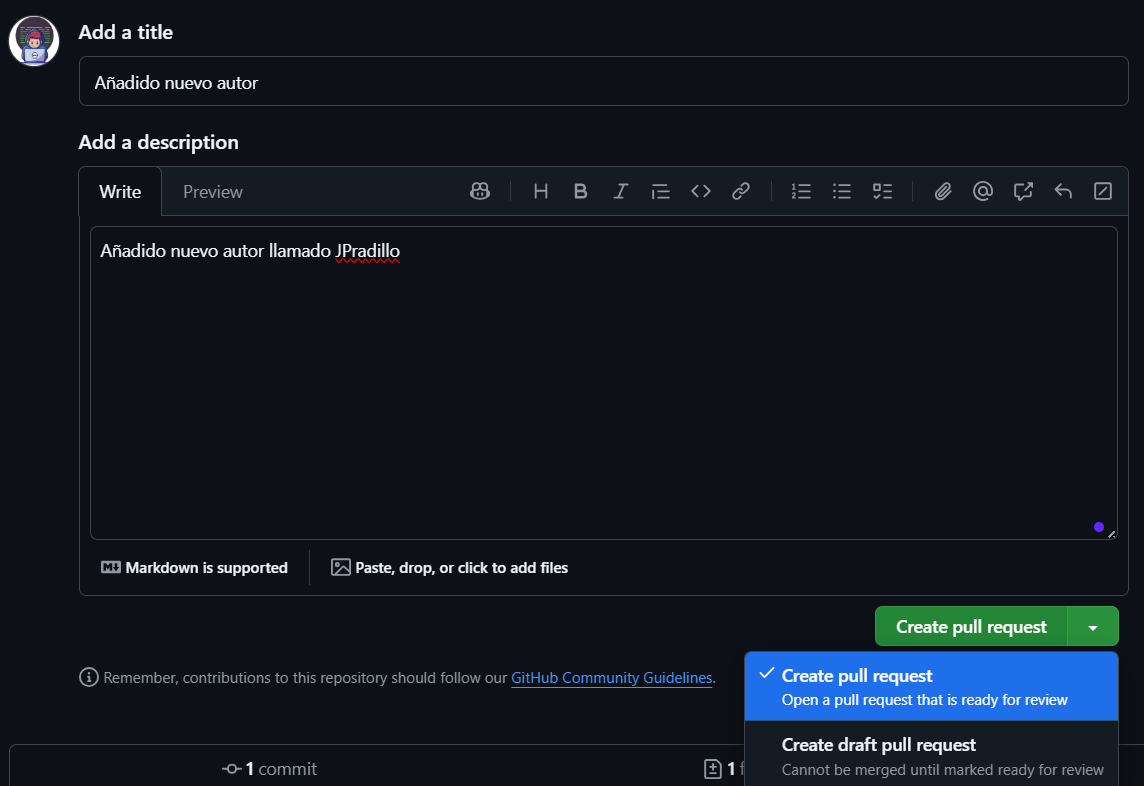 Add a title
Añadido nuevo autor
Add a description
Write
Preview
Añadido nuevo autor llamado JPradillo
Markdown is supported
Paste, drop, or click to add files
Create pull request
Remember, contributions to this repository should follow our GitHub Community Guidelines.
Create pull request
Open a pull request that is ready for review
Create draft pull request
Cannot be merged until marked ready for review
1 commit
1 f